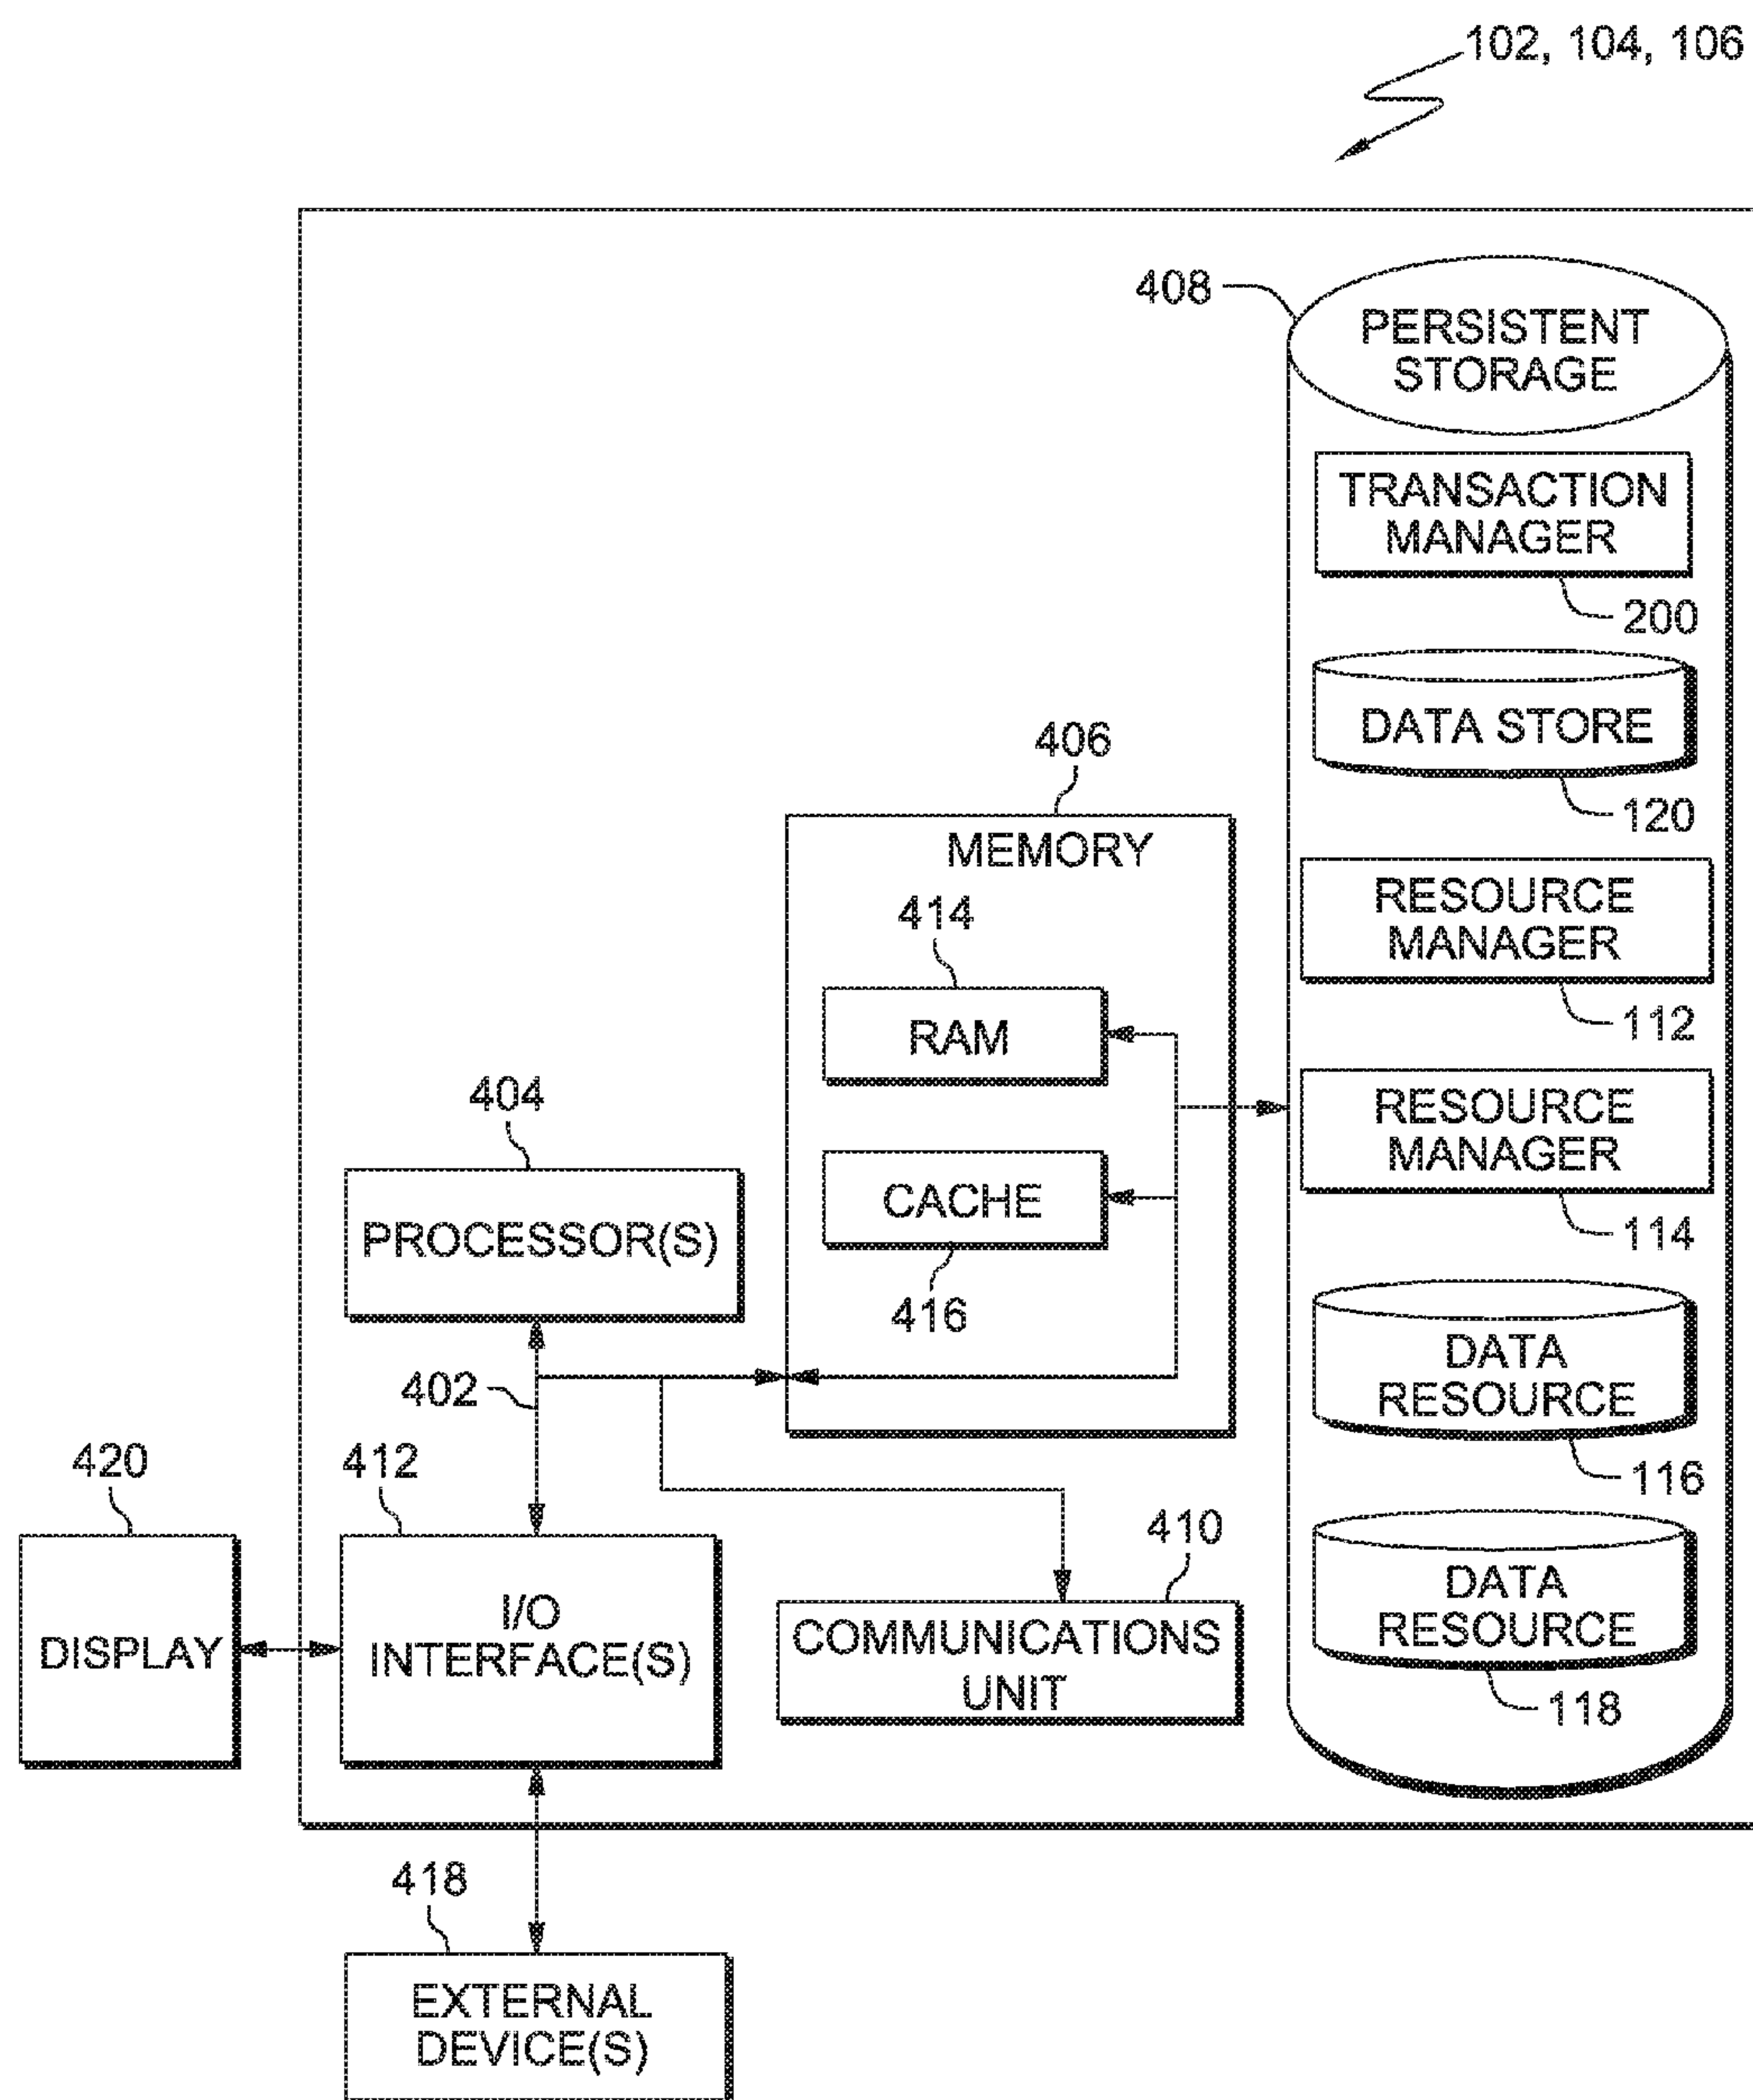 102, 104, 106
408
PERSISTENT
STORAGE
TRANSACTION
MANAGER
200
DATA STORE
120
406
MEMORY
RESOURCE
MANAGER
112
414
RAM
RESOURCE
MANAGER
114
404
PROCESSOR(S)
CACHE
416
DATA
RESOURCE
116
402
420
412
DISPLAY
I/O
INTERFACE(S)
410
COMMUNICATIONS
UNIT
DATA
RESOURCE
118
418
EXTERNAL
DEVICE(S)